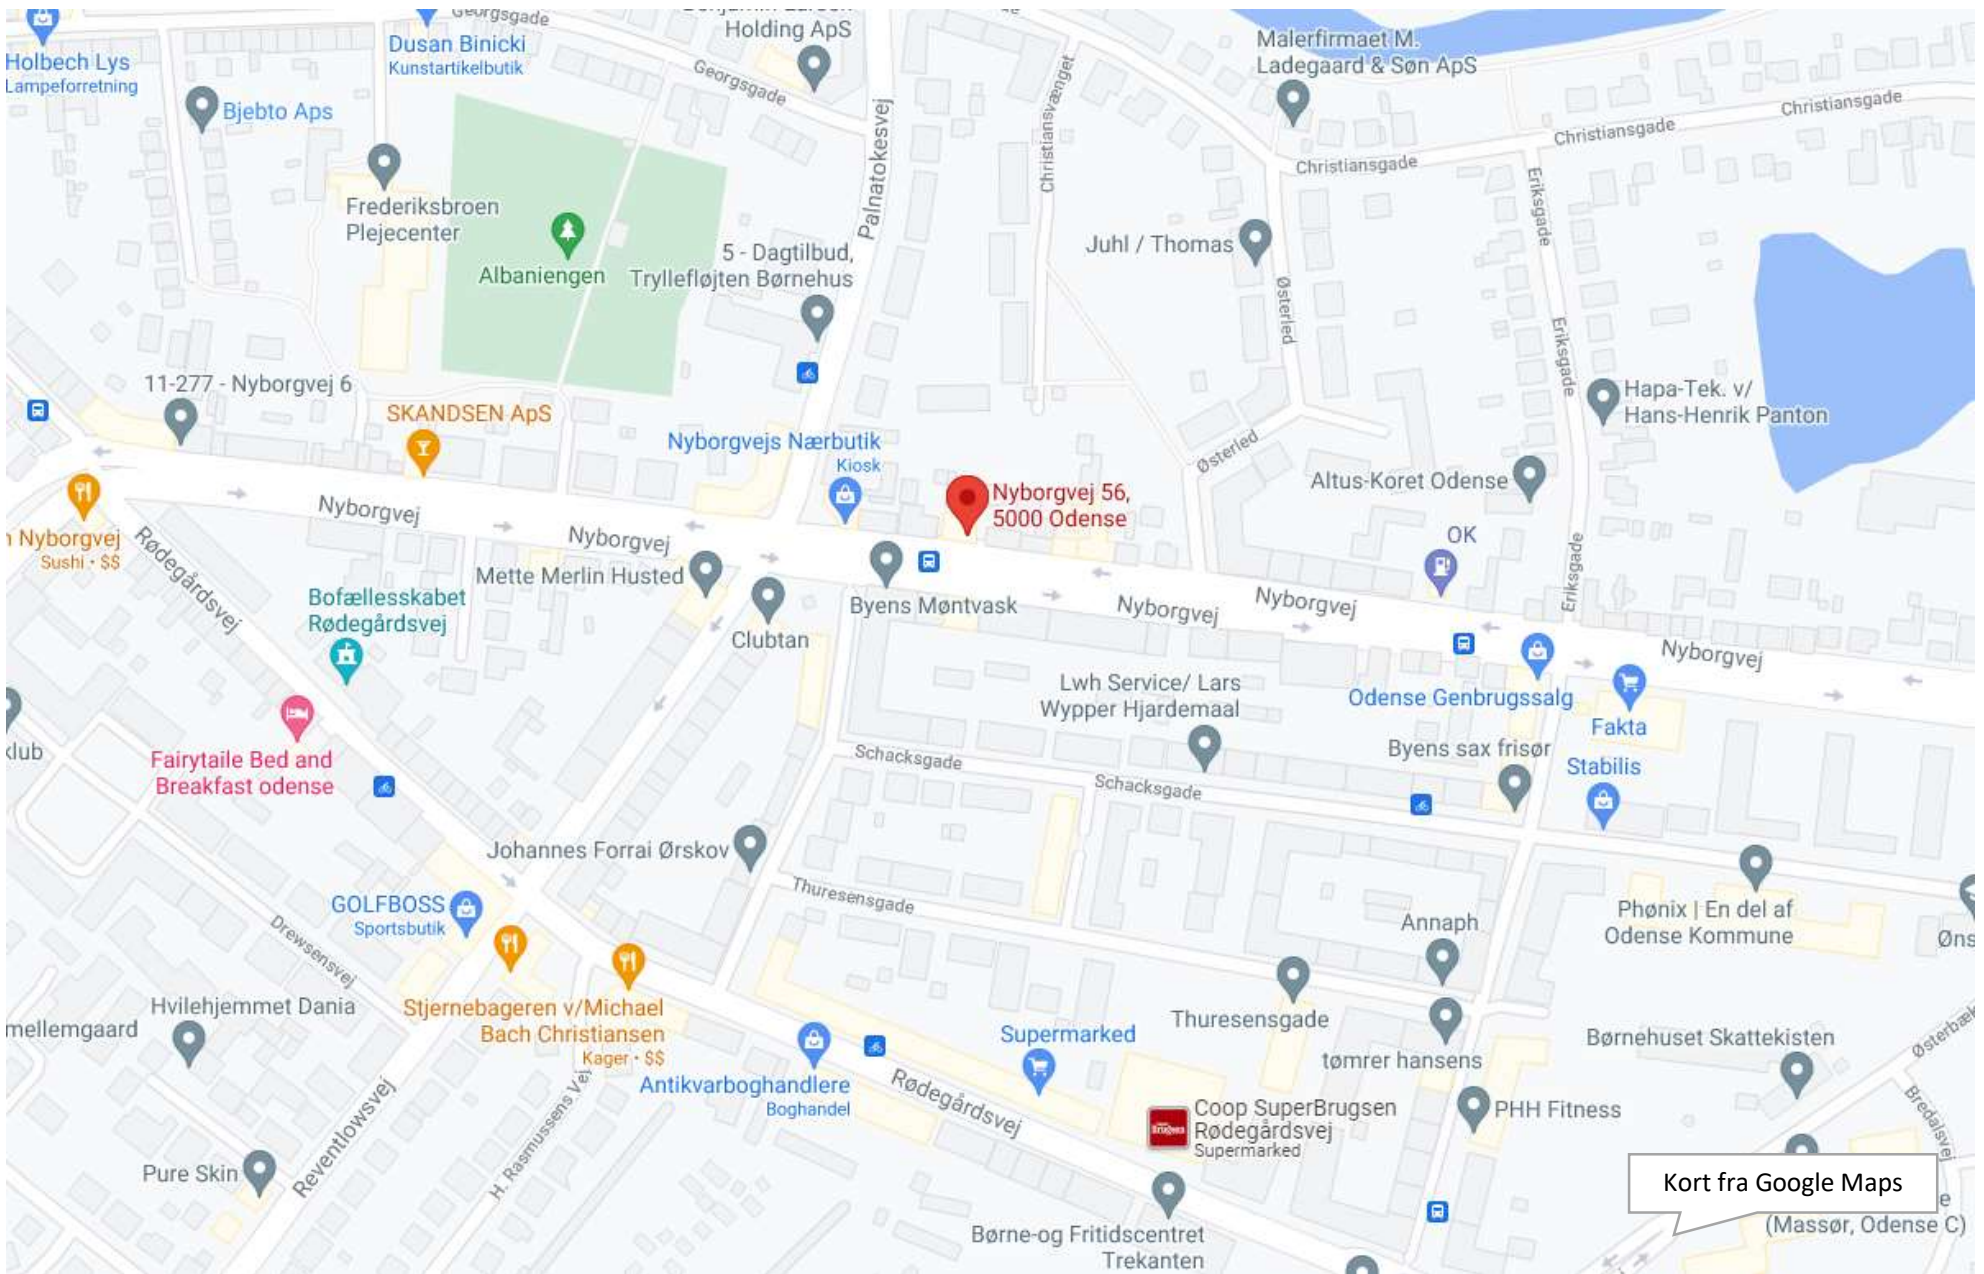 Georgsgade
Holding ApS
Malerfirmaet M.
Ladegaard & Søn ApS
Holbech Lys
Lampeforretning
Dusan Binicki
Kunstartikelbutik
Georgsgade
Bjebto Aps
Palnatokesvej
Christiansvænget
Christiansgade
Christiansgade
Christiansgade
Frederiksbroen
Plejecenter
Albaniengen
5 - Dagtilbud,
Tryllefløjten Børnehus
Juhl / Thomas
Østerled
Eriksgade
Eriksgade
11-277 - Nyborgvej 6
SKANDSEN ApS
Nyborgvejs Nærbutik
Kiosk
Nyborgvej 56,
5000 Odense
Østerled
Altus-Koret Odense
Hapa-Tek. v/
Hans-Henrik Panton
OK
Eriksgade
Nyborgvej
Sushi • $$
Nyborgvej
Nyborgvej
Rødegårdsvej
Mette Merlin Husted
Byens Møntvask
Nyborgvej
Nyborgvej
Nyborgvej
Bofællesskabet
Rødegårdsvej
Clubtan
Lwh Service/ Lars
Wypper Hjardemaal
Odense Genbrugssalg
Fakta
klub
Fairytaile Bed and
Breakfast odense
Schacksgade
Schacksgade
Byens sax frisør
Stabilis
Johannes Forrai Ørskov
Thuresensgade
GOLFBOSS
Sportsbutik
Drewsensvej
Annaph
Phønix | En del af
Odense Kommune
Øns
Hvilehjemmet Dania
mellemgaard
Stjernebageren v/Michael
Bach Christiansen
Kager • $$
Antikvarboghandlere
Boghandel
Supermarked
Thuresensgade
tømrer hansens
Børnehuset Skattekisten
Østerbæk
Bredalsvej
Reventlowsvej
H. Rasmussens Vej
Rødegårdsvej
Coop SuperBrugsen
Rødegårdsvej
Supermarked
PHH Fitness
Pure Skin
Børne-og Fritidscentret
Trekanten
Kort fra Google Maps
e
(Massør, Odense C)